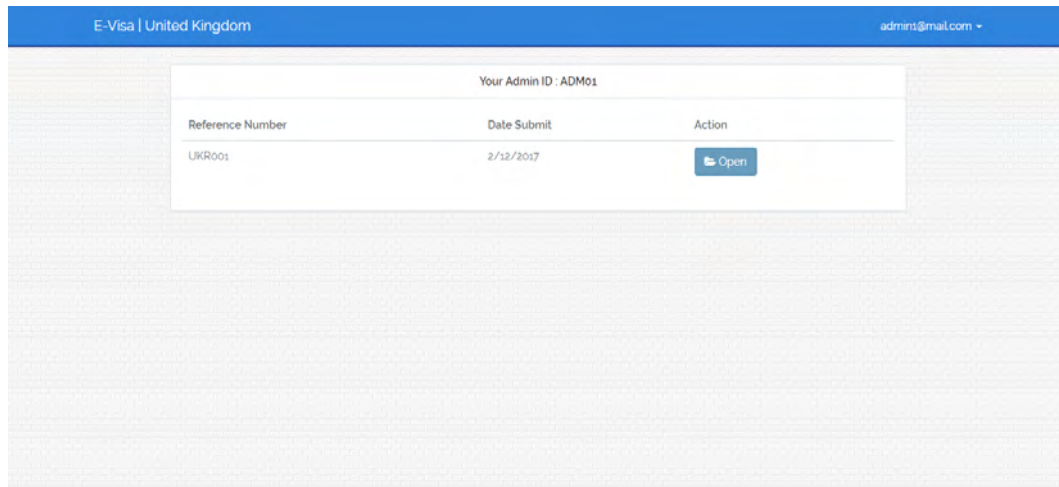 E-Visa | United Kingdom admin1@mail.com
Your Admin ID : ADM01
Reference Number Date Submit Action
UKR001 2/12/2017 Open